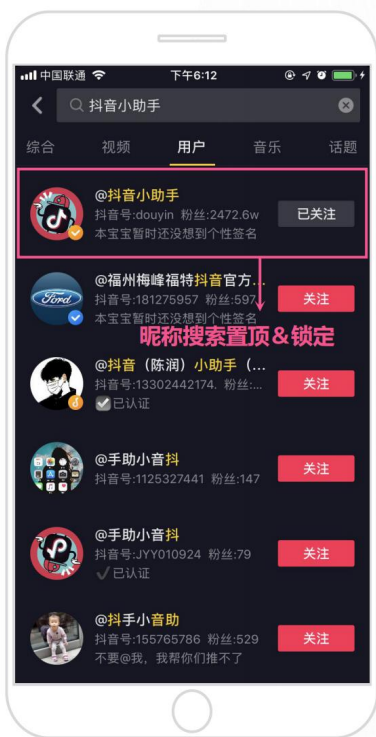 中国联通
下午6:12
抖音小助手
综合 视频 用户 音乐 话题
@抖音小助手
抖音号:douyin 粉丝:2472.6w
已关注
本宝宝暂时还没想到个性签名
@福州梅峰福特抖音官方...
抖音号:181275957 粉丝:597
关注
本宝宝暂时还没想到个性签名
昵称搜索置顶&锁定
@抖音（陈润）小助手（...
抖音号:13302442174. 粉丝:...
关注
已认证
@手助小音抖
抖音号:1125327441 粉丝:147
关注
@手助小音抖
抖音号:JYY010924 粉丝:79
关注
✓已认证
@抖手小音助
抖音号:155765786 粉丝:529
关注
不要@我，我帮你们推不了
Ford